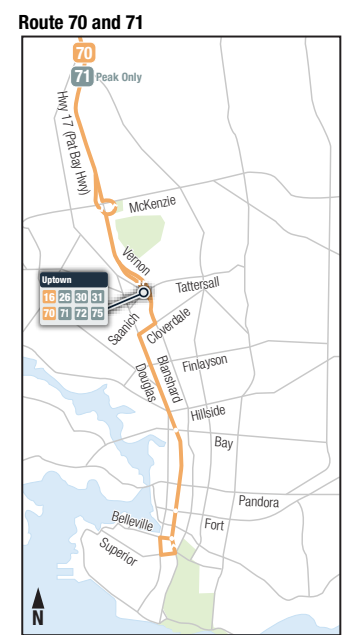 Route 70 and 71
70
71 Peak Only
Hwy 17 (Pat Bay Hwy)
McKenzie
Vernon
Uptown
16 26 30 31
70 71 72 75
Tattersall
Saanich
Cloverdale
Blanshard
Douglas
Finlayson
Hillside
Bay
Pandora
Belleville
Fort
Superior
N